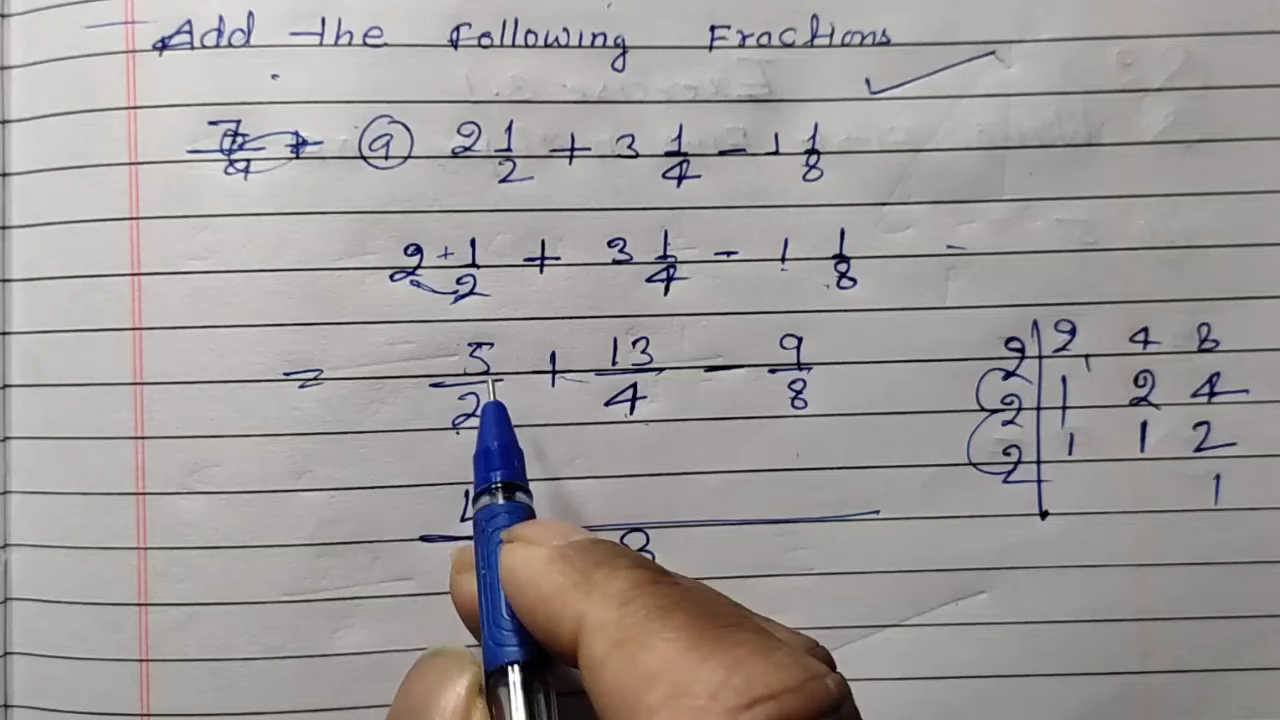 Add the Following Fractions
(a) 2 1/2 + 3 1/4 - 1 1/8
2 + 1/2 + 3 1/4 - 1 1/8
= 5/2 + 13/4 - 9/8
8
2 | 2 4 8
2 | 1 2 4
2 | 1 1 2
1